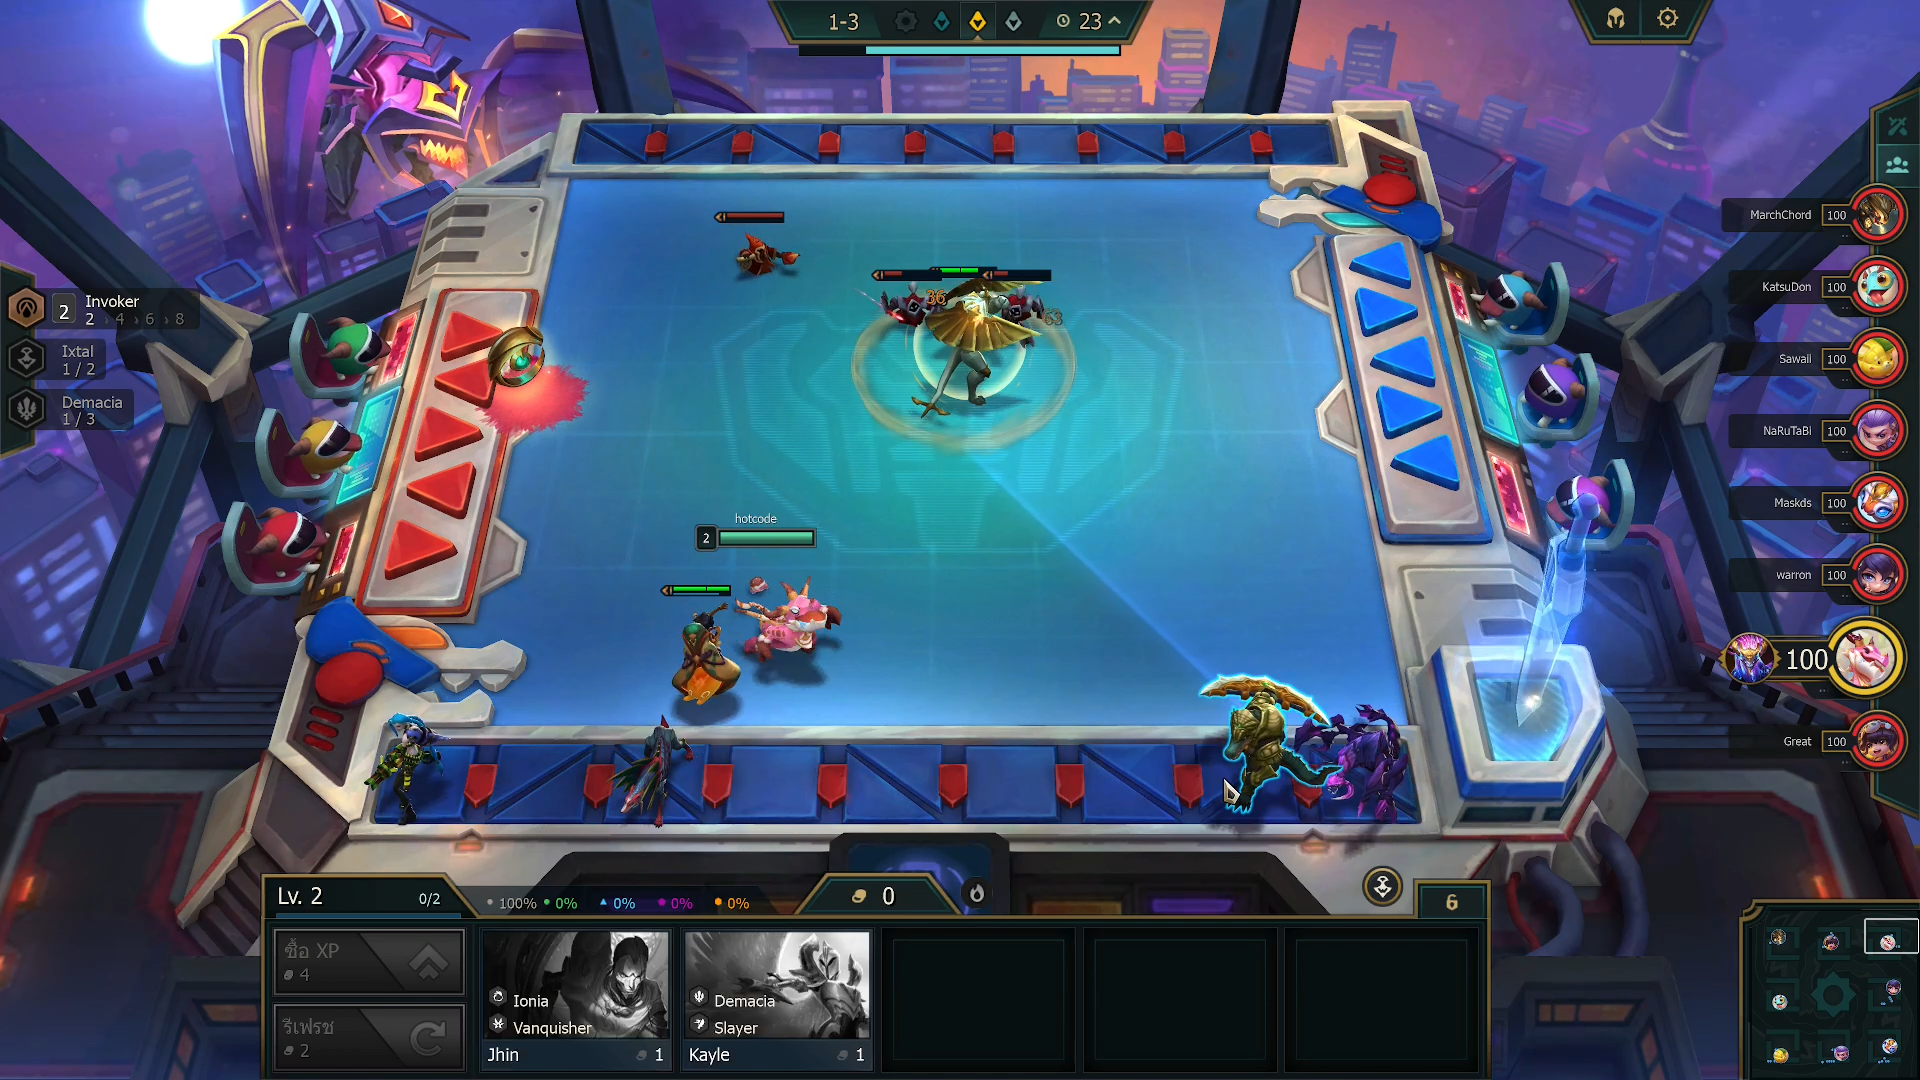 1-3
23
Invoker
2
2 › 4 › 6 › 8
Ixtal
1 / 2
Demacia
1 / 3
36
63
hotcode
2
MarchChord 100
KatsuDon 100
Sawaii 100
NaRuTaBi 100
Maskds 100
warron 100
100
Great 100
Lv. 2
0/2
100% 0% 0% 0% 0%
0
6
ซื้อ XP
4
รีเฟรช
2
Ionia
Vanquisher
Jhin 1
Demacia
Slayer
Kayle 1